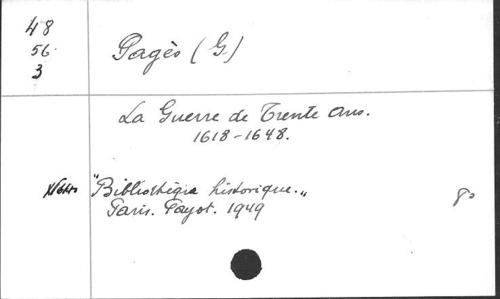 48
56
3
Pagès (G.)
La Guerre de Trente Ans.
1618-1648.
"Bibliothèque historique."
Paris. Payot. 1949
8°